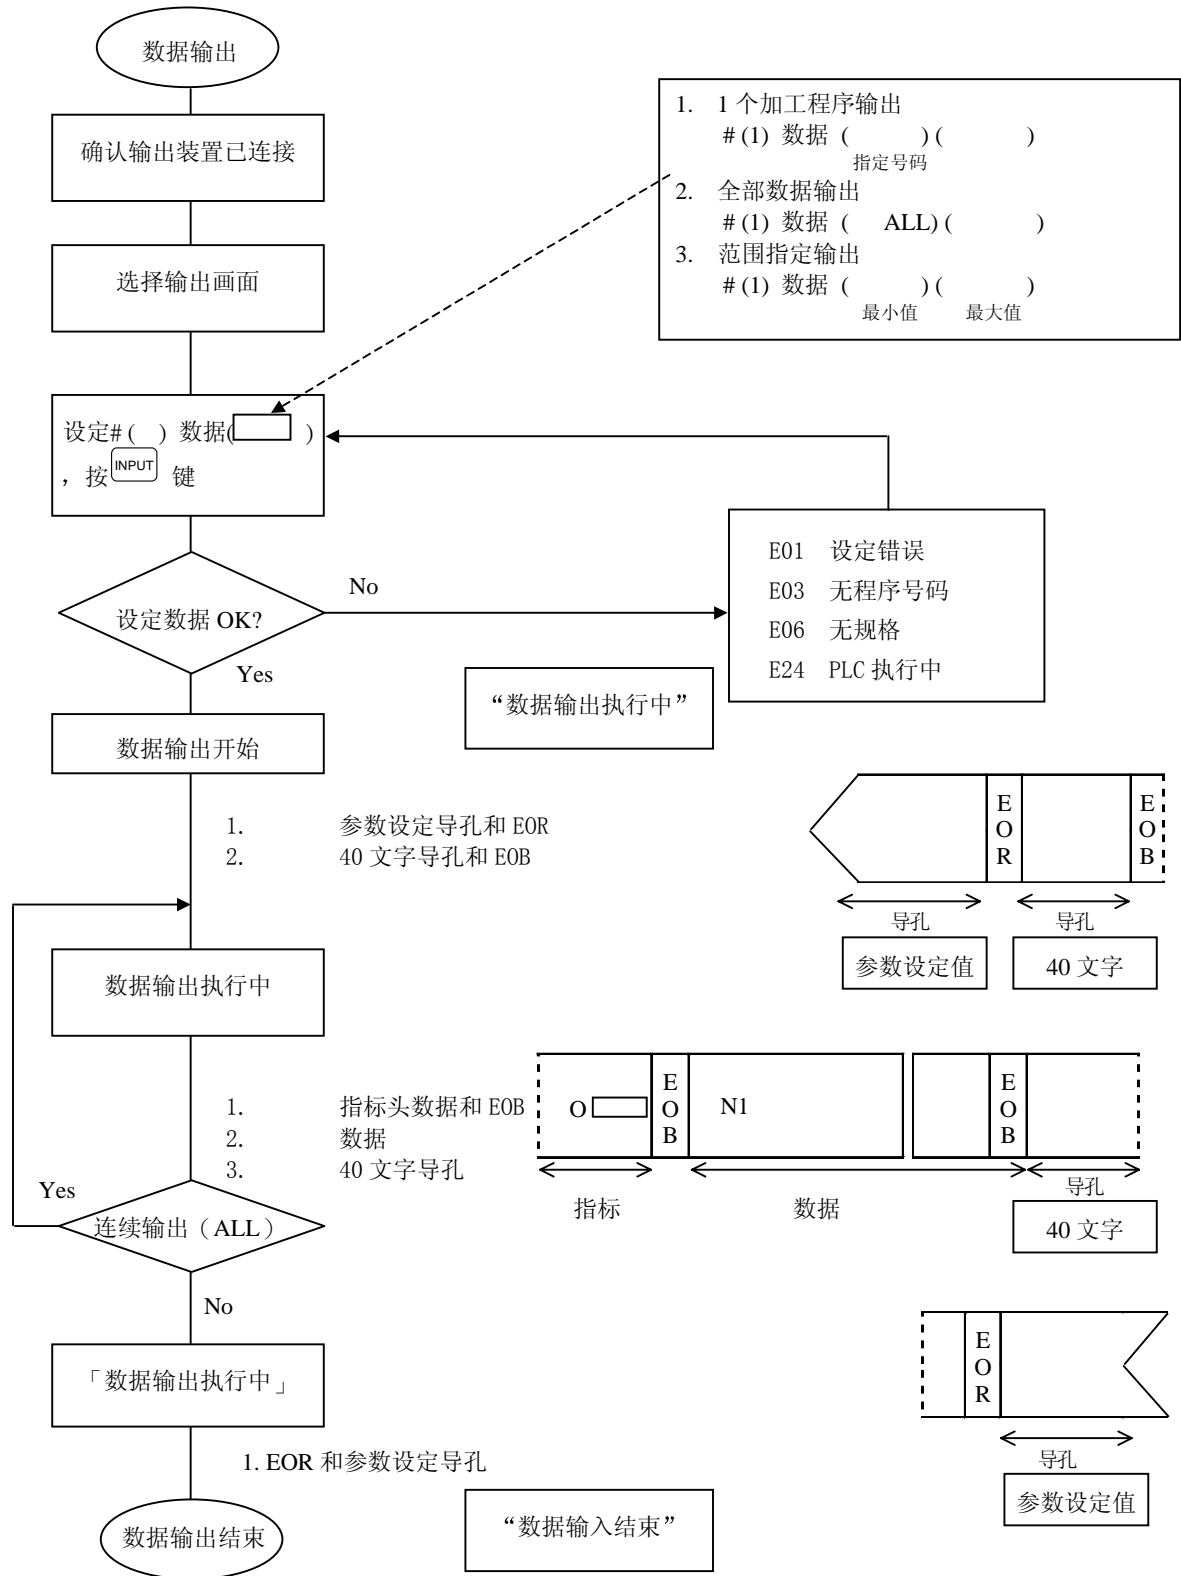 数据输出
确认输出装置已连接
选择输出画面
1. 1 个加工程序输出
# (1) 数据 ( ) ( )
指定号码
2. 全部数据输出
# (1) 数据 ( ALL) ( )
3. 范围指定输出
# (1) 数据 ( ) ( )
最小值 最大值
设定# ( ) 数据( )
，按 INPUT 键
设定数据 OK?
No
Yes
E01 设定错误
E03 无程序号码
E06 无规格
E24 PLC 执行中
“数据输出执行中”
数据输出开始
1. 参数设定导孔和 EOR
2. 40 文字导孔和 EOB
E
O
R
E
O
B
导孔
导孔
参数设定值
40 文字
数据输出执行中
1. 指标头数据和 EOB
2. 数据
3. 40 文字导孔
O
E
O
B
N1
E
O
B
指标
数据
导孔
40 文字
Yes
连续输出（ALL）
No
「数据输出执行中」
E
O
R
导孔
参数设定值
1. EOR 和参数设定导孔
数据输出结束
“数据输入结束”